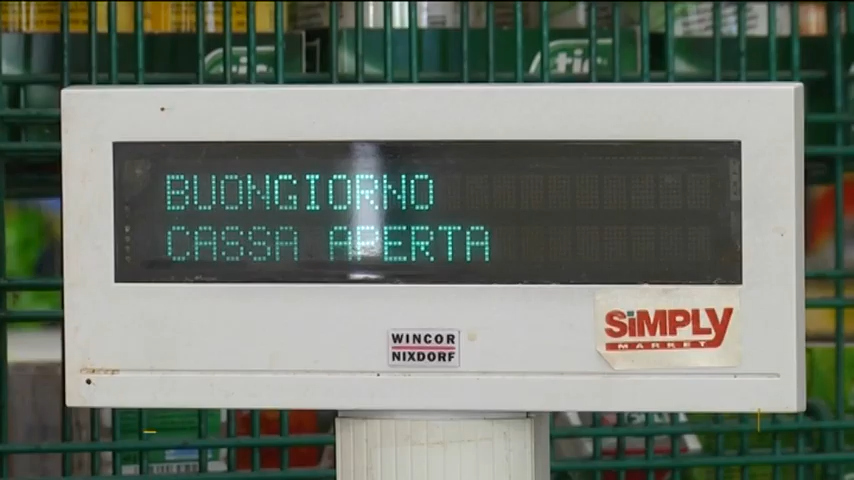 BUONGIORNO
CASSA APERTA
WINCOR
NIXDORF
SiMPLY
MARKET